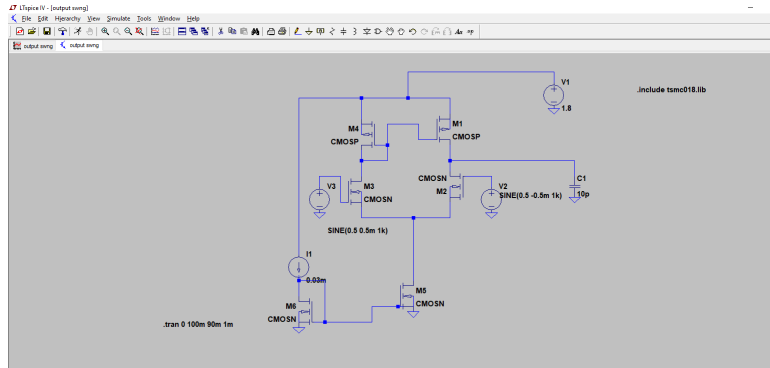 LTspice IV - [output swng]
File Edit Hierarchy View Simulate Tools Window Help
output swng output swng
V1
1.8
.include tsmc018.lib
M4
CMOSP
M1
CMOSP
V3
M3
CMOSN
CMOSN
M2
V2
SINE(0.5 -0.5m 1k)
C1
10p
SINE(0.5 0.5m 1k)
I1
0.03m
M6
CMOSN
M5
CMOSN
.tran 0 100m 90m 1m